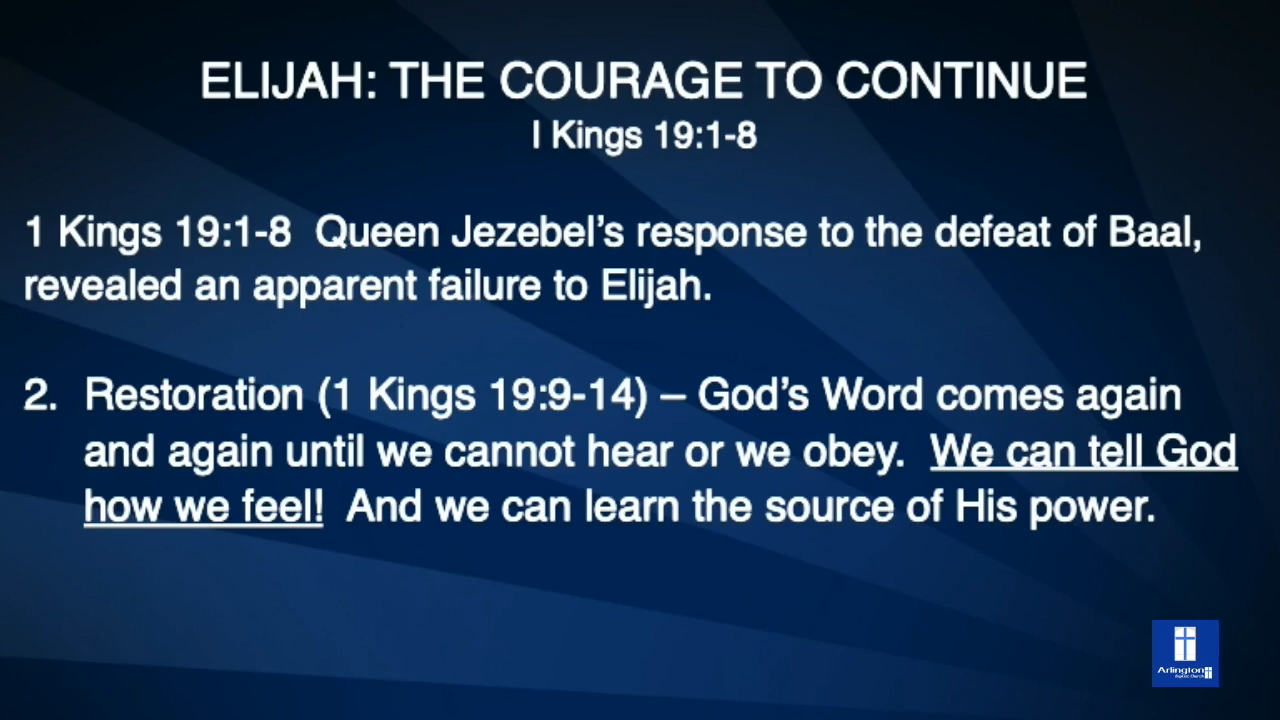 ELIJAH: THE COURAGE TO CONTINUE
I Kings 19:1-8
1 Kings 19:1-8  Queen Jezebel’s response to the defeat of Baal,
revealed an apparent failure to Elijah.
2.  Restoration (1 Kings 19:9-14) – God’s Word comes again
and again until we cannot hear or we obey.  We can tell God
how we feel!  And we can learn the source of His power.
Arlington
Baptist Church